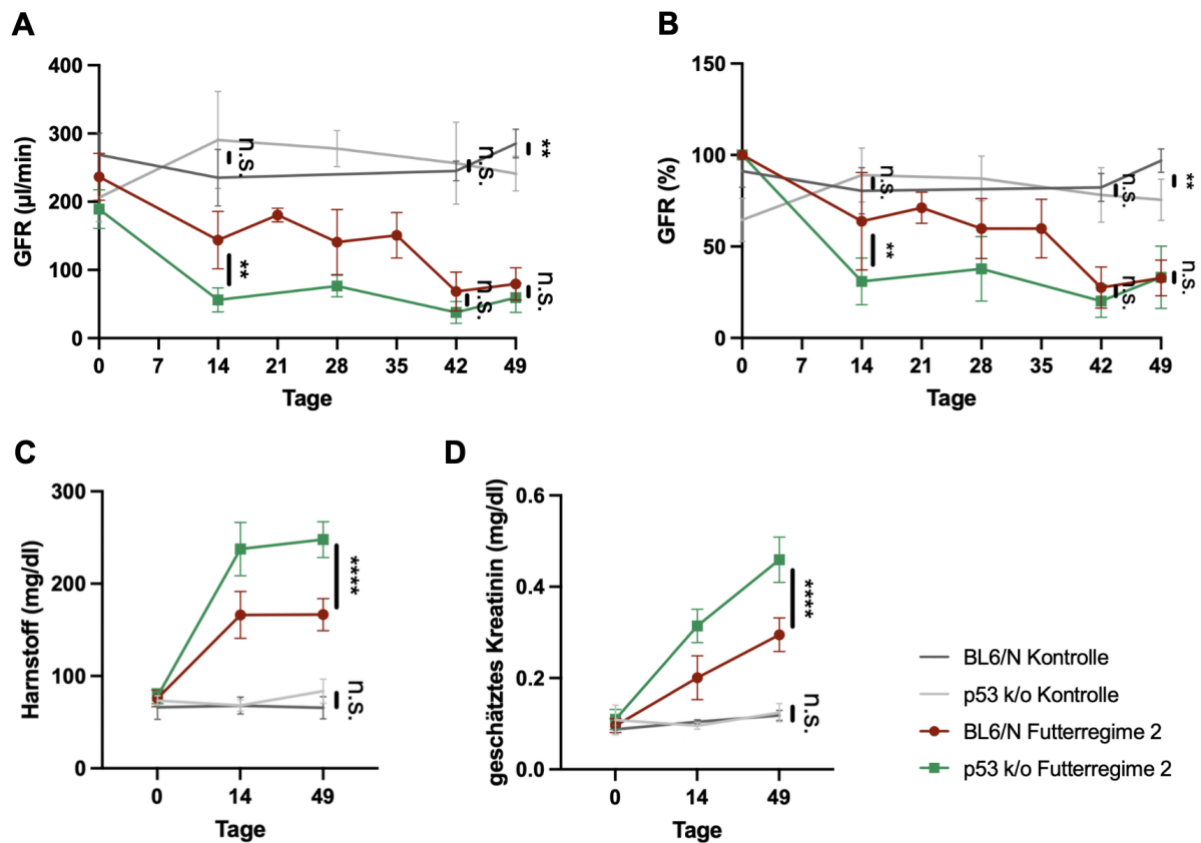 A
GFR (µl/min)
400
300
200
100
0
n.s.
**
n.s.
**
n.s.
n.s.
0 7 14 21 28 35 42 49
Tage
B
GFR (%)
150
100
50
0
n.s.
**
n.s.
**
n.s.
n.s.
0 7 14 21 28 35 42 49
Tage
C
Harnstoff (mg/dl)
300
200
100
0
****
n.s.
0 14 49
Tage
D
geschätztes Kreatinin (mg/dl)
0.6
0.4
0.2
0.0
****
n.s.
0 14 49
Tage
BL6/N Kontrolle
p53 k/o Kontrolle
BL6/N Futterregime 2
p53 k/o Futterregime 2